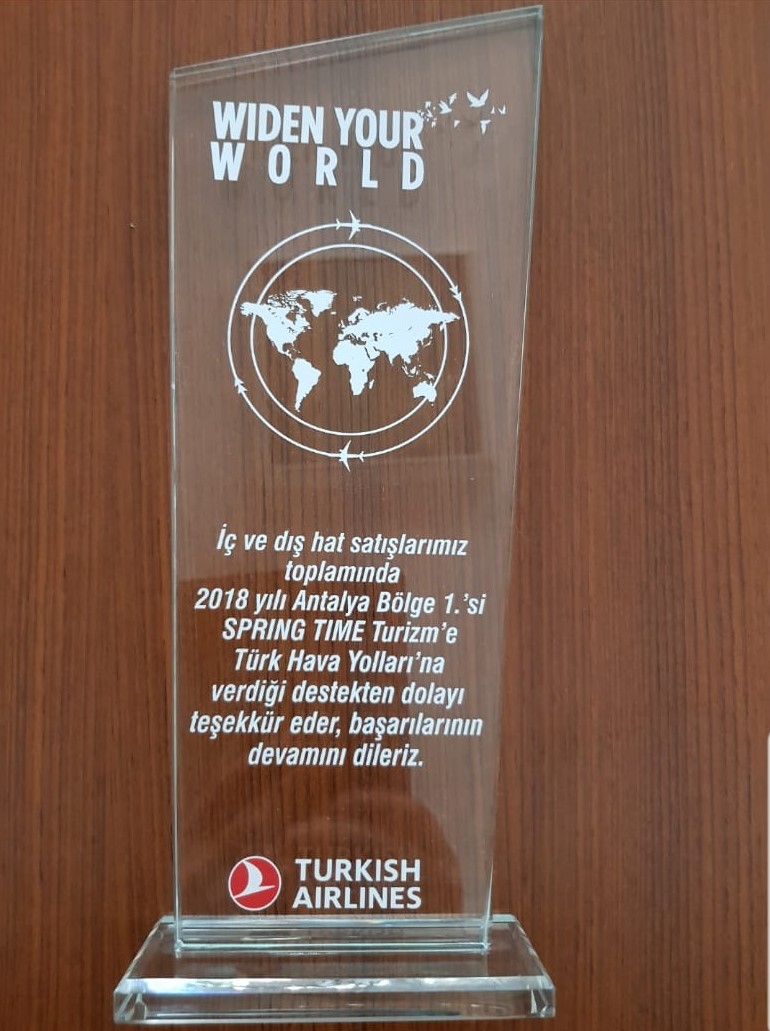 WIDEN YOUR
WORLD
İç ve dış hat satışlarımız
toplamında
2018 yılı Antalya Bölge 1.'si
SPRING TIME Turizm'e
Türk Hava Yolları'na
verdiği destekten dolayı
teşekkür eder, başarılarının
devamını dileriz.
TURKISH
AIRLINES